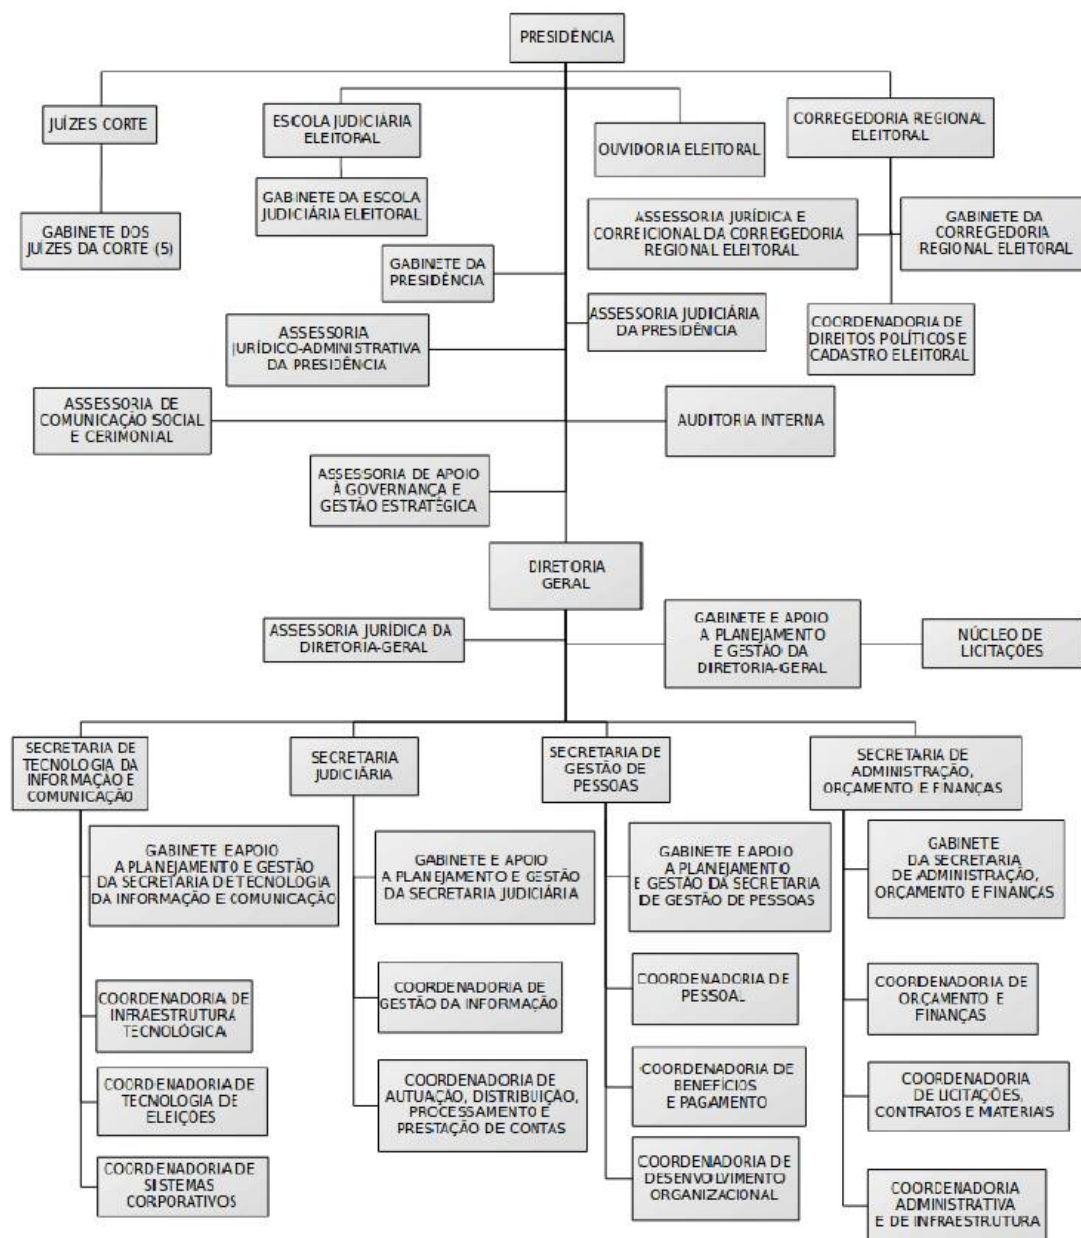 PRESIDÊNCIA
JUÍZES CORTE
ESCOLA JUDICIÁRIA
ELEITORAL
OUVIDORIA ELEITORAL
CORREGEDORIA REGIONAL
ELEITORAL
GABINETE DOS
JUÍZES DA CORTE (5)
GABINETE DA ESCOLA
JUDICIÁRIA ELEITORAL
ASSESSORIA JURÍDICA E
CORREICIONAL DA CORREGEDORIA
REGIONAL ELEITORAL
GABINETE DA
CORREGEDORIA
REGIONAL ELEITORAL
GABINETE DA
PRESIDÊNCIA
ASSESSORIA JUDICIÁRIA
DA PRESIDÊNCIA
COORDENADORIA DE
DIREITOS POLÍTICOS E
CADASTRO ELEITORAL
ASSESSORIA
JURÍDICO-ADMINISTRATIVA
DA PRESIDÊNCIA
ASSESSORIA DE
COMUNICAÇÃO SOCIAL
E CERIMONIAL
AUDITORIA INTERNA
ASSESSORIA DE APOIO
À GOVERNANÇA E
GESTÃO ESTRATÉGICA
DIRETORIA
GERAL
ASSESSORIA JURÍDICA DA
DIRETORIA-GERAL
GABINETE E APOIO
A PLANEJAMENTO
E GESTÃO DA
DIRETORIA-GERAL
NÚCLEO DE
LICITAÇÕES
SECRETARIA DE
TECNOLOGIA DA
INFORMAÇÃO E
COMUNICAÇÃO
SECRETARIA
JUDICIÁRIA
SECRETARIA DE
GESTÃO DE
PESSOAS
SECRETARIA DE
ADMINISTRAÇÃO,
ORÇAMENTO E FINANÇAS
GABINETE E APOIO
A PLANEJAMENTO E GESTÃO
DA SECRETARIA DE TECNOLOGIA
DA INFORMAÇÃO E COMUNICAÇÃO
GABINETE E APOIO
A PLANEJAMENTO E GESTÃO
DA SECRETARIA JUDICIÁRIA
GABINETE E APOIO
A PLANEJAMENTO
E GESTÃO DA SECRETARIA
DE GESTÃO DE PESSOAS
GABINETE
DA SECRETARIA
DE ADMINISTRAÇÃO,
ORÇAMENTO E FINANÇAS
COORDENADORIA DE
INFRAESTRUTURA
TECNOLÓGICA
COORDENADORIA DE
GESTÃO DA INFORMAÇÃO
COORDENADORIA DE
PESSOAL
COORDENADORIA DE
ORÇAMENTO E
FINANÇAS
COORDENADORIA DE
TECNOLOGIA DE
ELEIÇÕES
COORDENADORIA DE
AUTUAÇÃO, DISTRIBUIÇÃO,
PROCESSAMENTO E
PRESTAÇÃO DE CONTAS
COORDENADORIA DE
BENEFÍCIOS
E PAGAMENTO
COORDENADORIA
DE LICITAÇÕES,
CONTRATOS E MATERIAIS
COORDENADORIA DE
SISTEMAS
CORPORATIVOS
COORDENADORIA DE
DESENVOLVIMENTO
ORGANIZACIONAL
COORDENADORIA
ADMINISTRATIVA
E DE INFRAESTRUTURA